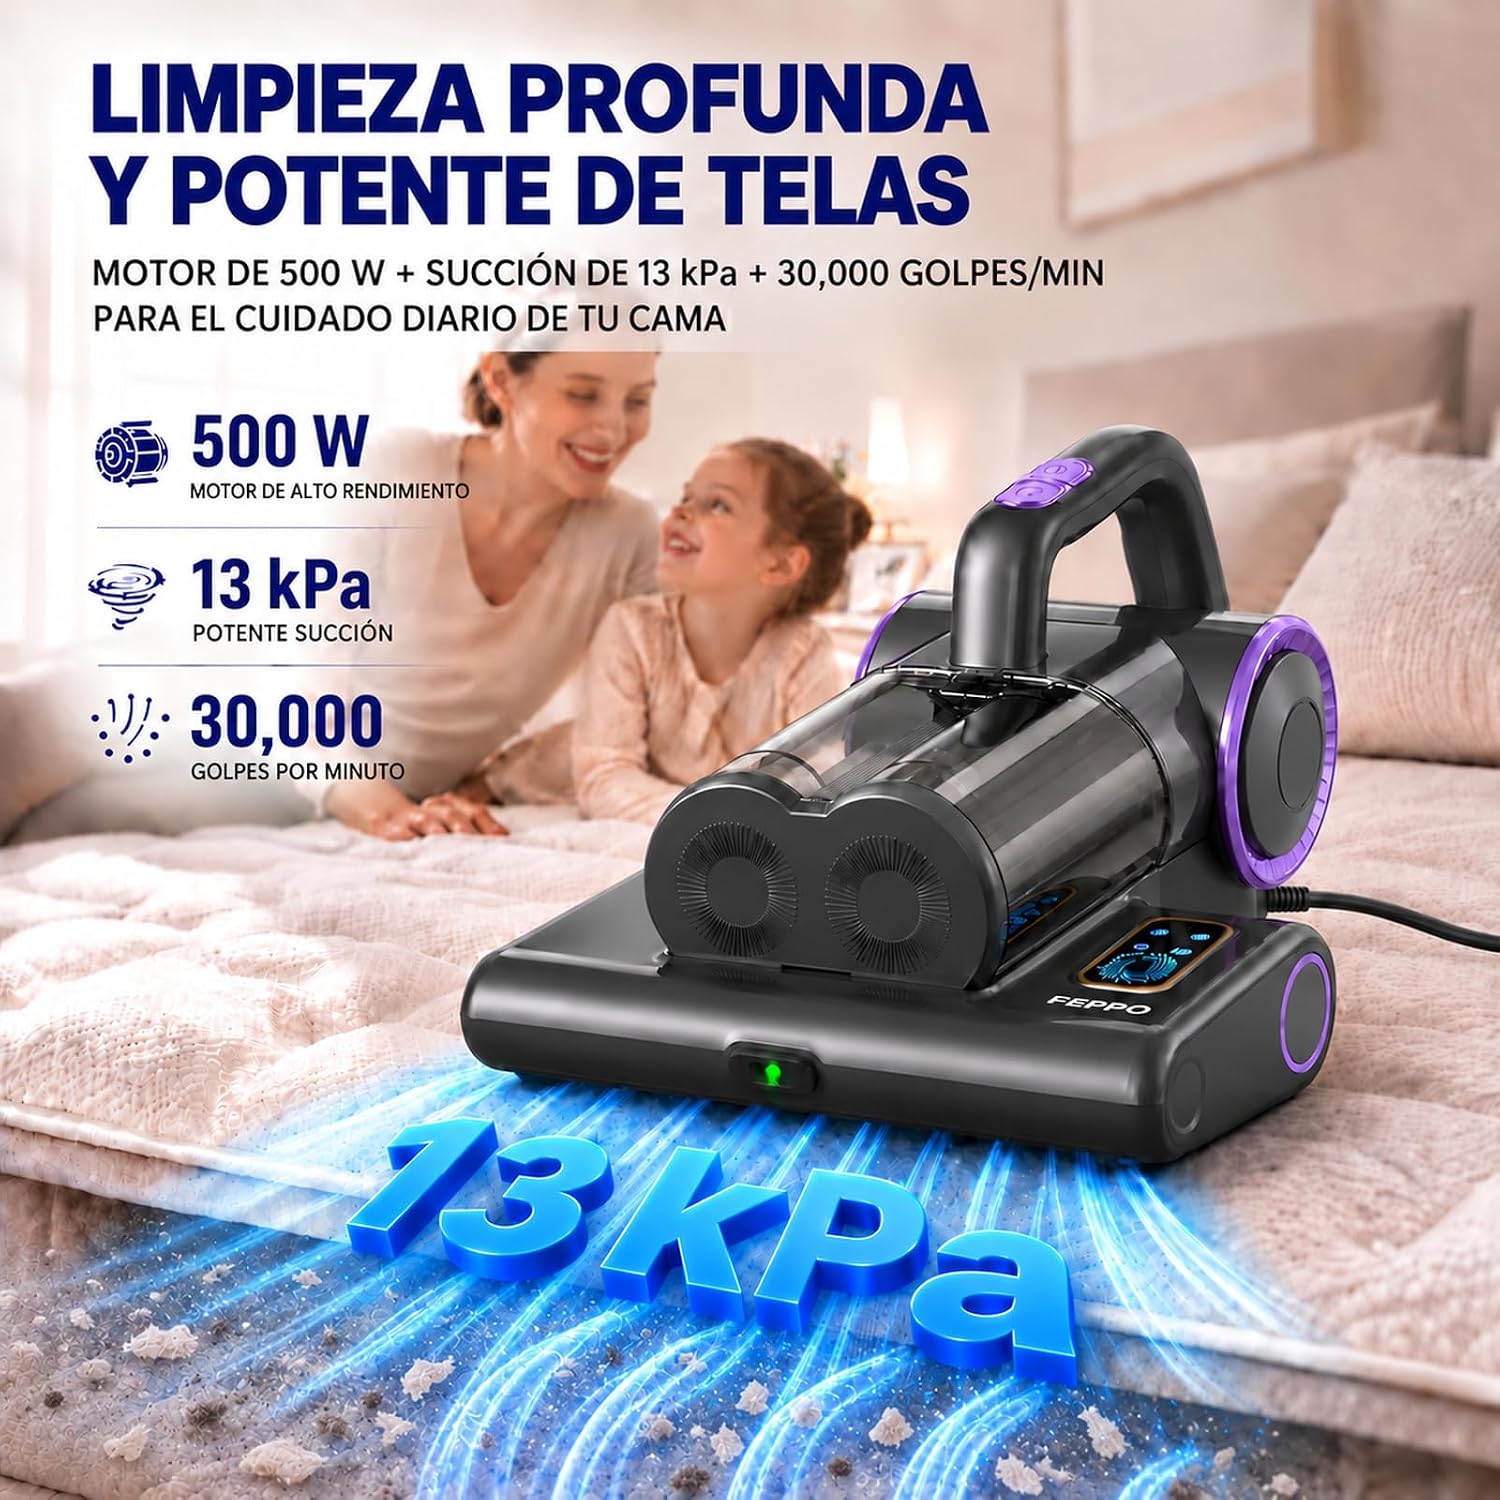 LIMPIEZA PROFUNDA
Y POTENTE DE TELAS
MOTOR DE 500 W + SUCCIÓN DE 13 kPa + 30,000 GOLPES/MIN
PARA EL CUIDADO DIARIO DE TU CAMA
500 W
MOTOR DE ALTO RENDIMIENTO
13 kPa
POTENTE SUCCIÓN
30,000
GOLPES POR MINUTO
FEPPO
13 kPa